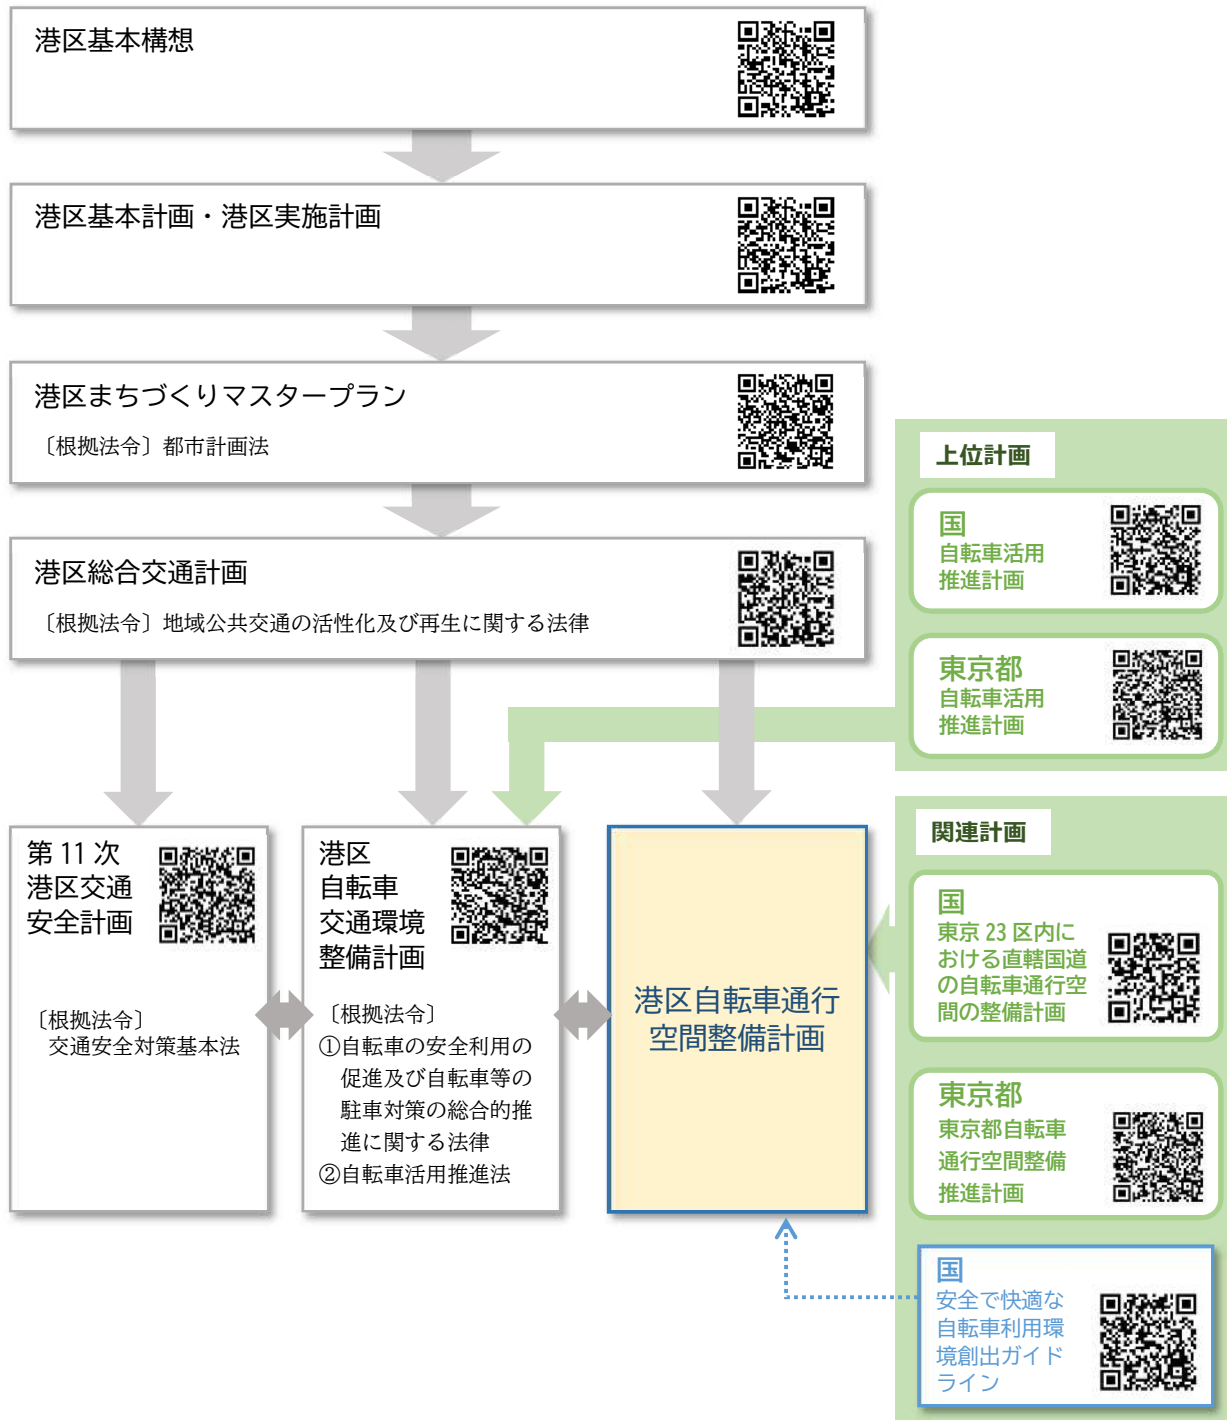 港区基本構想
港区基本計画・港区実施計画
港区まちづくりマスタープラン
〔根拠法令〕都市計画法
港区総合交通計画
〔根拠法令〕地域公共交通の活性化及び再生に関する法律
上位計画
国
自転車活用
推進計画
東京都
自転車活用
推進計画
第 11 次
港区交通
安全計画
〔根拠法令〕
交通安全対策基本法
港区
自転車
交通環境
整備計画
〔根拠法令〕
①自転車の安全利用の
促進及び自転車等の
駐車対策の総合的推
進に関する法律
②自転車活用推進法
港区自転車通行
空間整備計画
関連計画
国
東京 23 区内に
おける直轄国道
の自転車通行空
間の整備計画
東京都
東京都自転車
通行空間整備
推進計画
国
安全で快適な
自転車利用環
境創出ガイド
ライン